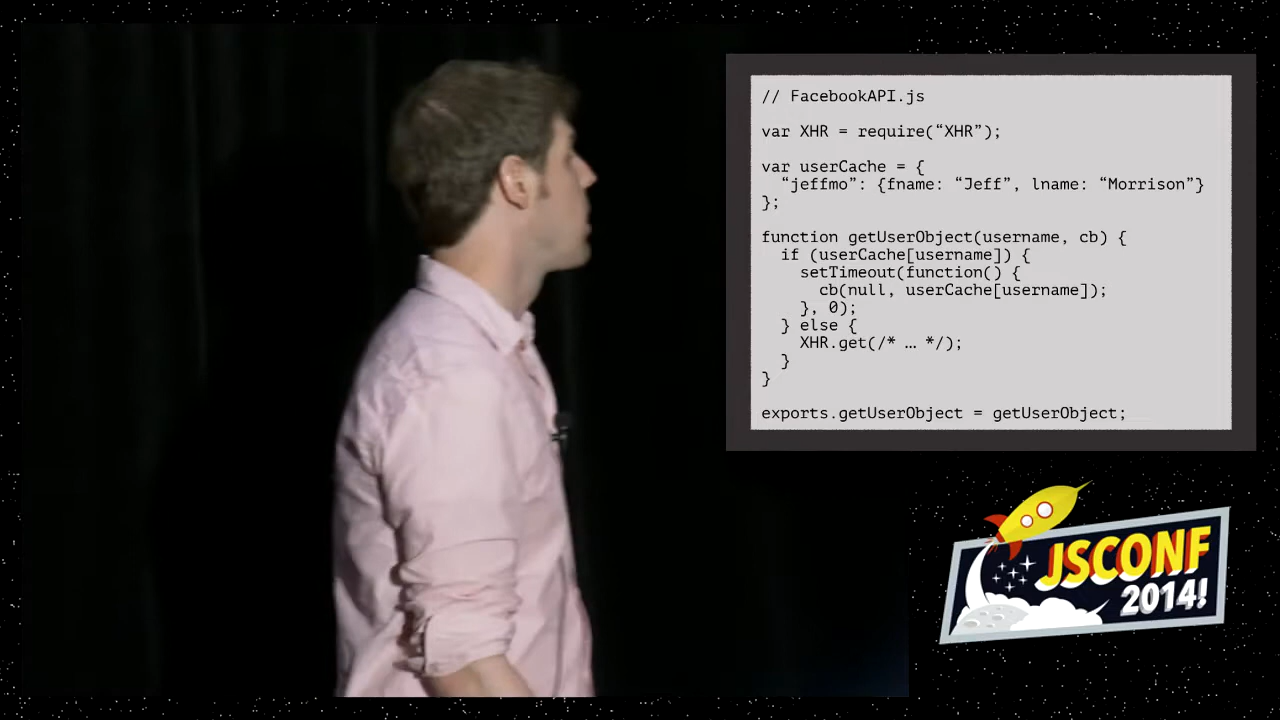 // FacebookAPI.js
var XHR = require(“XHR”);
var userCache = {
  “jeffmo”: {fname: “Jeff”, lname: “Morrison”}
};
function getUserObject(username, cb) {
  if (userCache[username]) {
    setTimeout(function() {
      cb(null, userCache[username]);
    }, 0);
  } else {
    XHR.get(/* … */);
  }
}
exports.getUserObject = getUserObject;
JSCONF
2014!